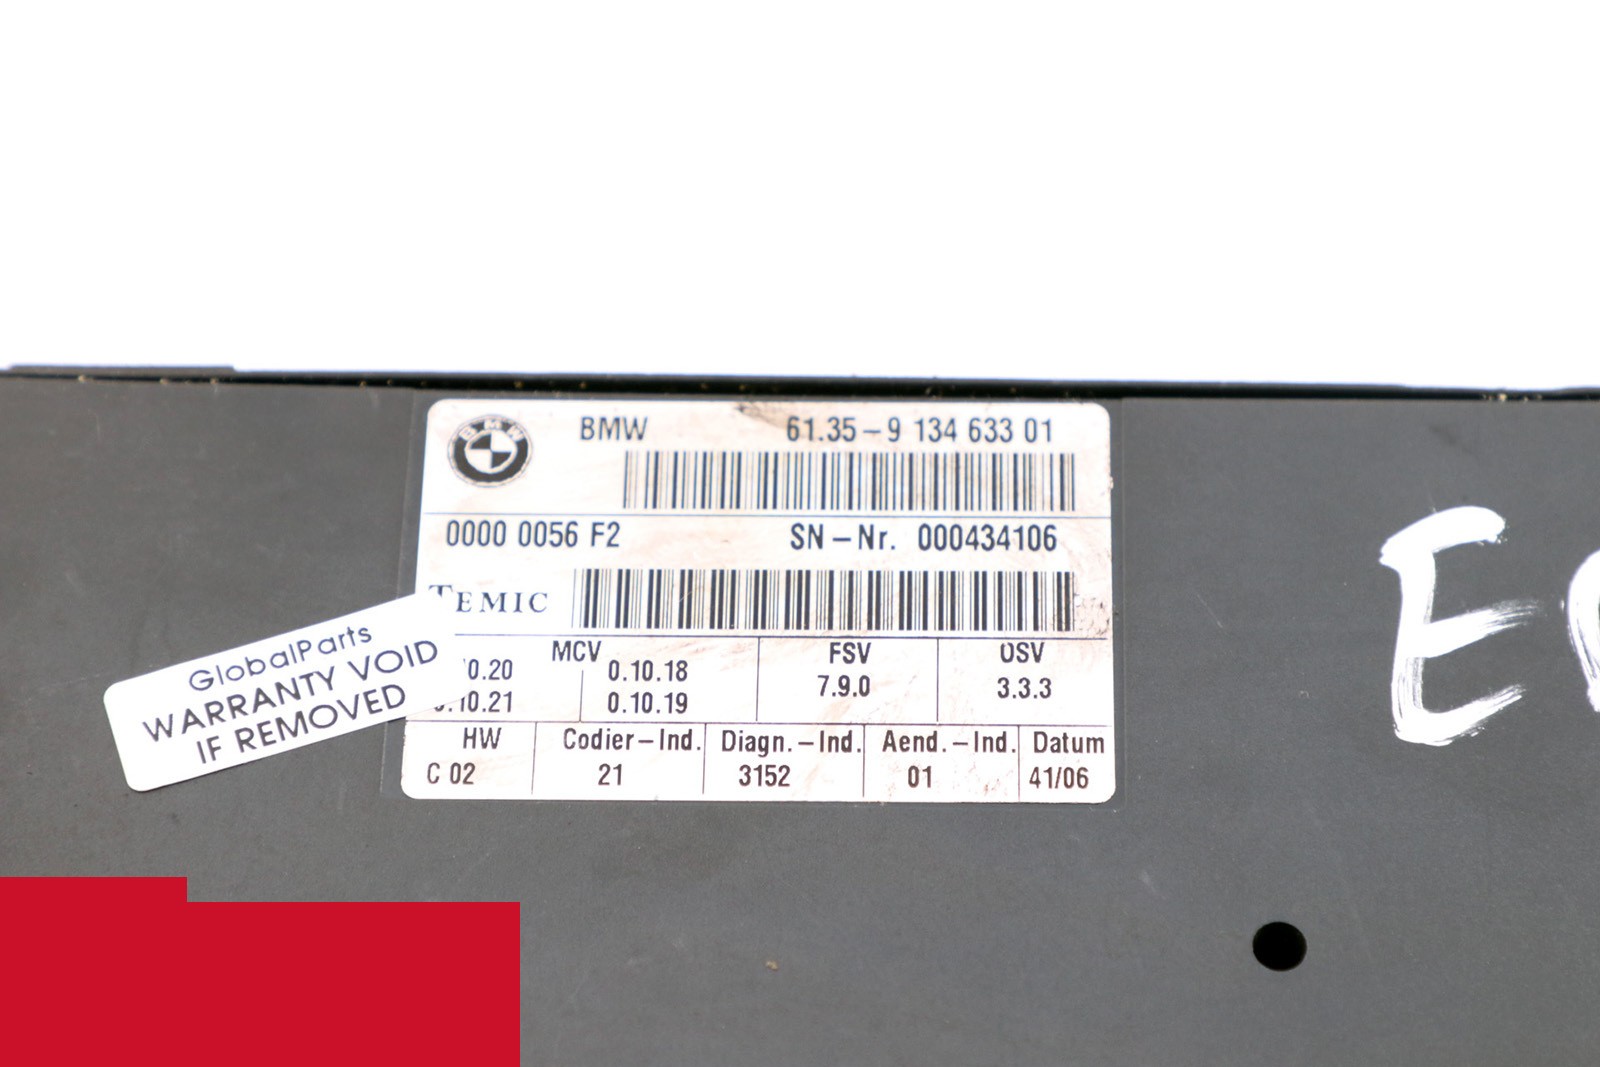 BMW 61.35-9 134 633 01
0000 0056 F2 SN-Nr. 000434106
TEMIC
MCV FSV OSV
0.10.18 7.9.0 3.3.3
0.10.19
HW Codier-Ind. Diagn.-Ind. Aend.-Ind. Datum
C 02 21 3152 01 41/06
GlobalParts
WARRANTY VOID
IF REMOVED